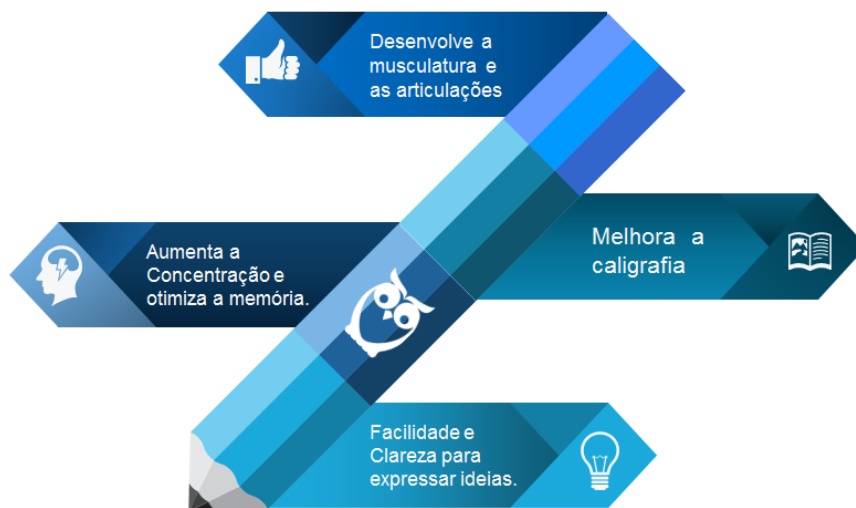 Desenvolve a
musculatura e
as articulações
Aumenta a
Concentração e
otimiza a memória.
Melhora a
caligrafia
Facilidade e
Clareza para
expressar ideias.